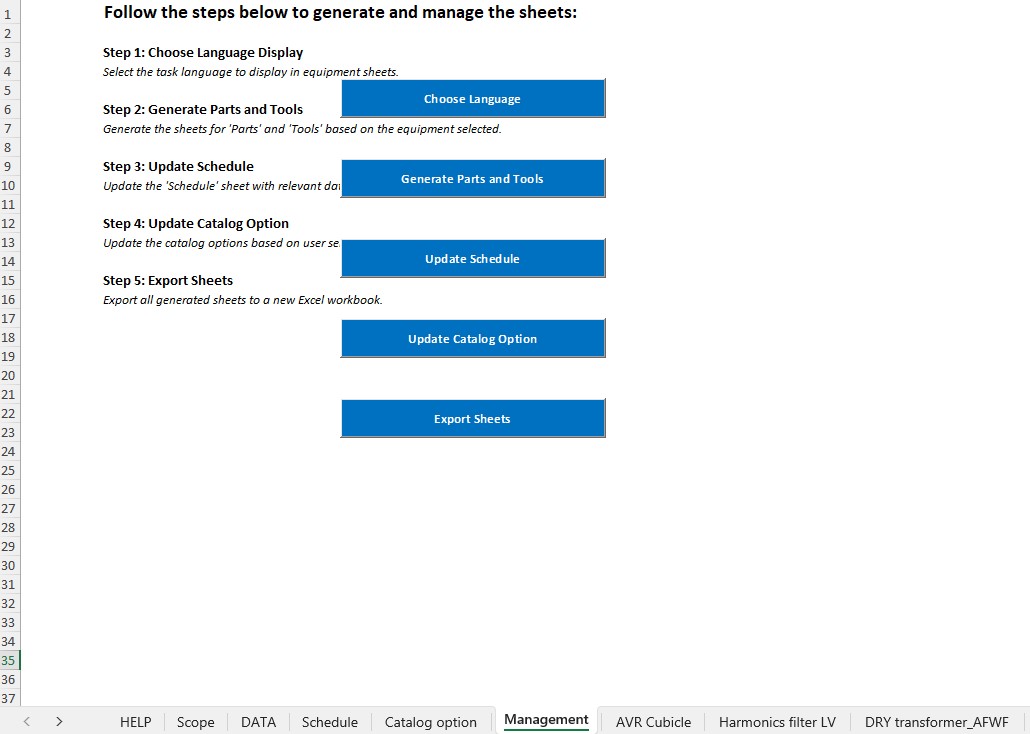 Follow the steps below to generate and manage the sheets:
Step 1: Choose Language Display
Select the task language to display in equipment sheets.
Choose Language
Step 2: Generate Parts and Tools
Generate the sheets for 'Parts' and 'Tools' based on the equipment selected.
Step 3: Update Schedule
Generate Parts and Tools
Update the 'Schedule' sheet with relevant
Step 4: Update Catalog Option
Update the catalog options based on user
Update Schedule
Step 5: Export Sheets
Export all generated sheets to a new Excel workbook.
Update Catalog Option
Export Sheets
1
2
3
4
5
6
7
8
9
10
11
12
13
14
15
16
17
18
19
20
21
22
23
24
25
26
27
28
29
30
31
32
33
34
35
36
37
HELP Scope DATA Schedule Catalog option Management AVR Cubicle Harmonics filter LV DRY transformer_AFWF